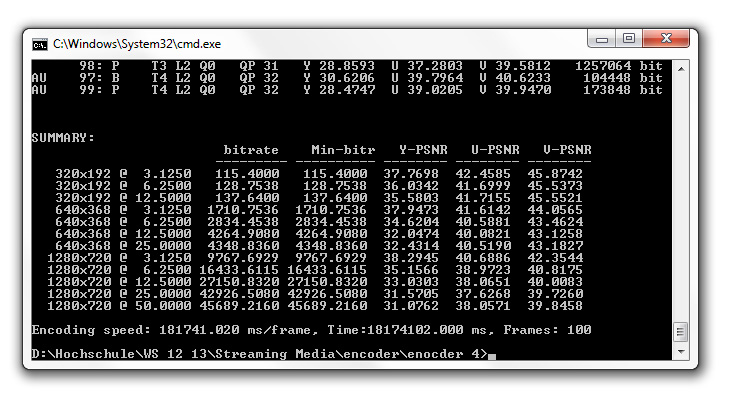 C:\Windows\System32\cmd.exe
98: P T3 L2 Q0 QP 31 Y 28.8593 U 37.2803 V 39.5812 1257064 bit
AU 97: B T4 L2 Q0 QP 32 Y 30.6206 U 39.7964 V 40.6233 104448 bit
AU 99: P T4 L2 Q0 QP 32 Y 28.4747 U 39.0205 V 39.9470 173848 bit
SUMMARY:
bitrate Min-bitr Y-PSNR U-PSNR V-PSNR
--------- --------- ------- ------- -------
320x192 @ 3.1250 115.4000 115.4000 37.7698 42.4585 45.8742
320x192 @ 6.2500 128.7538 128.7538 36.0342 41.6999 45.5373
320x192 @ 12.5000 137.6400 137.6400 35.5803 41.7155 45.5521
640x368 @ 3.1250 1710.7536 1710.7536 37.9473 41.6142 44.0565
640x368 @ 6.2500 2834.4538 2834.4538 34.6204 40.5881 43.4624
640x368 @ 12.5000 4264.9080 4264.9080 32.0474 40.0821 43.1258
640x368 @ 25.0000 4348.8360 4348.8360 32.4314 40.5190 43.1827
1280x720 @ 3.1250 9767.6929 9767.6929 38.2945 40.6886 42.3544
1280x720 @ 6.2500 16433.6115 16433.6115 35.1566 38.9723 40.8175
1280x720 @ 12.5000 27150.8320 27150.8320 33.0303 38.0651 40.0083
1280x720 @ 25.0000 42926.5080 42926.5080 31.5705 37.6268 39.7260
1280x720 @ 50.0000 45689.2160 45689.2160 31.0762 38.0571 39.8458
Encoding speed: 181741.020 ms/frame, Time:18174102.000 ms, Frames: 100
D:\Hochschule\WS 12 13\Streaming Media\encoder\enocder 4>_